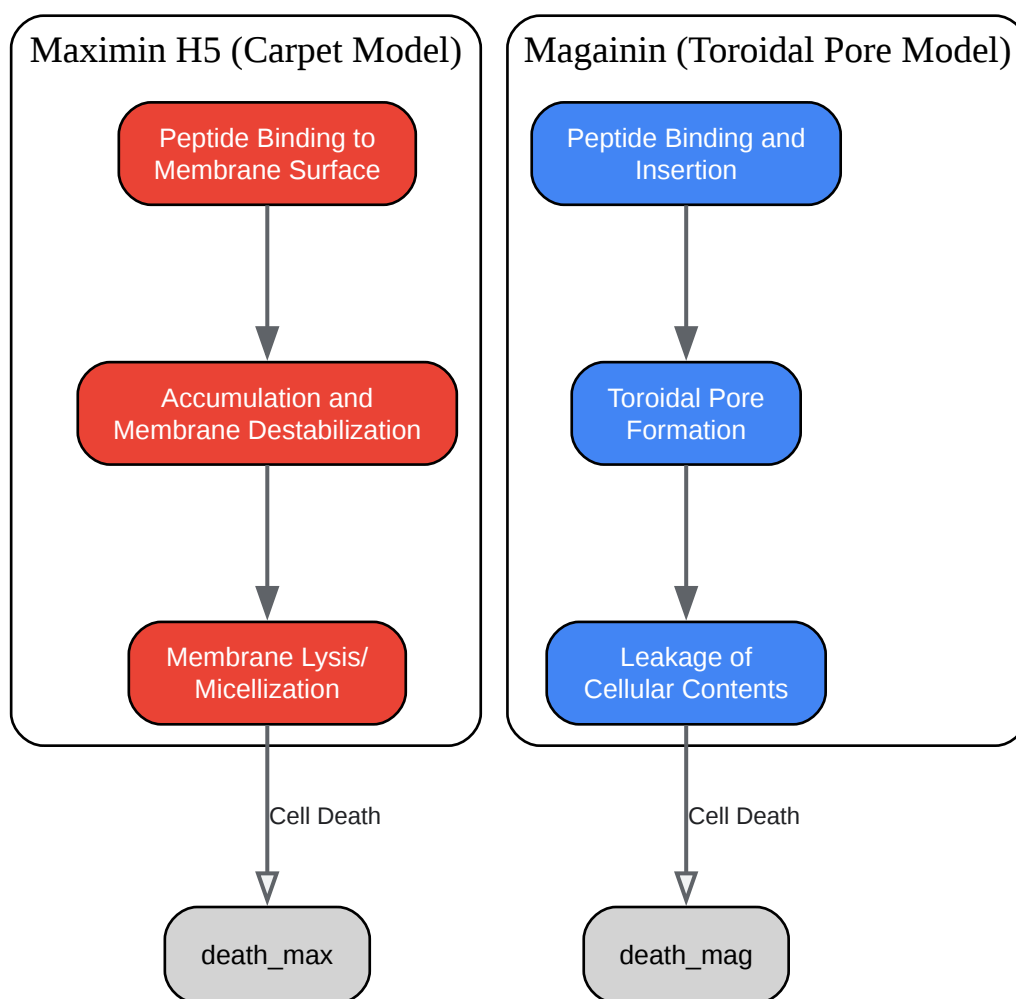 Maximin H5 (Carpet Model)
Peptide Binding to
Membrane Surface
Accumulation and
Membrane Destabilization
Membrane Lysis/
Micellization
Cell Death
death_max
Magainin (Toroidal Pore Model)
Peptide Binding and
Insertion
Toroidal Pore
Formation
Leakage of
Cellular Contents
Cell Death
death_mag